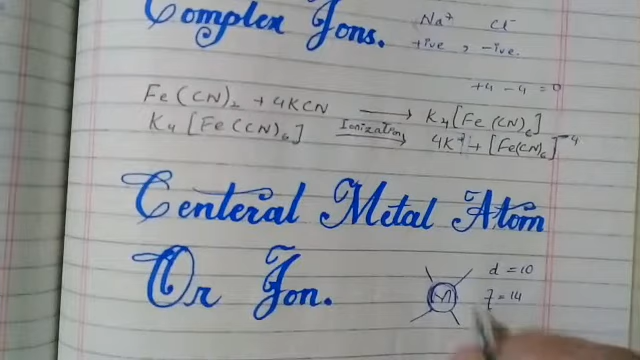 Complex Ions.
Na⁺ Cl⁻
+ive , -ive.
+4 - 4 = 0
Fe(CN)₂ + 4KCN ⟶ K₄[Fe(CN)₆]
K₄[Fe(CN)₆] Ionization⟶ 4K⁺ + [Fe(CN)₆]⁻⁴
Centeral Metal Atom
Or Ion.
M
d = 10
f = 14